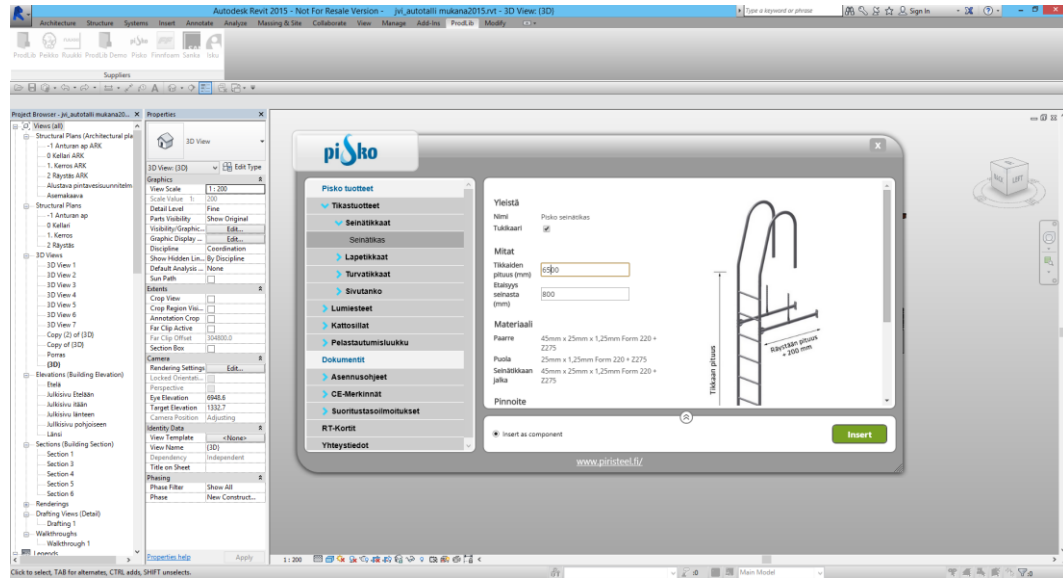 Autodesk Revit 2015 - Not For Resale Version - jvi_autotalli mukana2015.rvt - 3D View: {3D}
Type a keyword or phrase
Sign In
Architecture Structure Systems Insert Annotate Analyze Massing & Site Collaborate View Manage Add-Ins ProdLib Modify
ProdLib Peikko Ruukki ProdLib Demo Pisko Finnfoam Sanka Isku
Suppliers
Project Browser - jvi_autotalli mukana20...
Views (all)
Structural Plans (Architectural pla
-1 Anturan ap ARK
0 Kellari ARK
1. Kerros ARK
2 Räystäs ARK
Alustava pintavesisuunnitelm
Asemakaava
Structural Plans
-1 Anturan ap
0 Kellari
1. Kerros
2 Räystäs
3D Views
3D View 1
3D View 2
3D View 3
3D View 4
3D View 5
3D View 6
3D View 7
Copy (2) of {3D}
Copy of {3D}
Porras
{3D}
Elevations (Building Elevation)
Etelä
Julkisivu Etelään
Julkisivu itään
Julkisivu länteen
Julkisivu pohjoiseen
Länsi
Sections (Building Section)
Section 1
Section 3
Section 4
Section 5
Section 6
Renderings
Drafting Views (Detail)
Drafting 1
Walkthroughs
Walkthrough 1
Legends
Properties
3D View
3D View: {3D} Edit Type
Graphics
View Scale 1 : 200
Scale Value 1: 200
Detail Level Fine
Parts Visibility Show Original
Visibility/Graphic... Edit...
Graphic Display ... Edit...
Discipline Coordination
Show Hidden Lin... By Discipline
Default Analysis ... None
Sun Path
Extents
Crop View
Crop Region Visi...
Annotation Crop
Far Clip Active
Far Clip Offset 304800.0
Section Box
Camera
Rendering Settings Edit...
Locked Orientati...
Perspective
Eye Elevation 6948.6
Target Elevation 1332.7
Camera Position Adjusting
Identity Data
View Template <None>
View Name {3D}
Dependency Independent
Title on Sheet
Phasing
Phase Filter Show All
Phase New Construct...
Properties help Apply
pisko
x
Pisko tuotteet
Tikastuotteet
Seinätikkaat
Seinätikas
Lapetikkaat
Turvatikkaat
Sivutanko
Lumiesteet
Kattosillat
Pelastautumisluukku
Dokumentit
Asennusohjeet
CE-Merkinnät
Suoritustasoilmoitukset
RT-Kortit
Yhteystiedot
Yleistä
Nimi Pisko seinätikas
Tukikaari
Mitat
Tikkaiden
pituus (mm) 6500
Etäisyys
seinästä 800
(mm)
Materiaali
Paarre 45mm x 25mm x 1,25mm Form 220 +
Z275
Puola 25mm x 1,25mm Form 220 + Z275
Seinätikkaan 45mm x 25mm x 1,25mm Form 220 +
jalka Z275
Pinnoite
Tikkaan pituus
Räystään pituus
+ 200 mm
Insert as component
Insert
www.piristeel.fi/
LEFT
1 : 200
Click to select, TAB for alternates, CTRL adds, SHIFT unselects.
:0
Main Model